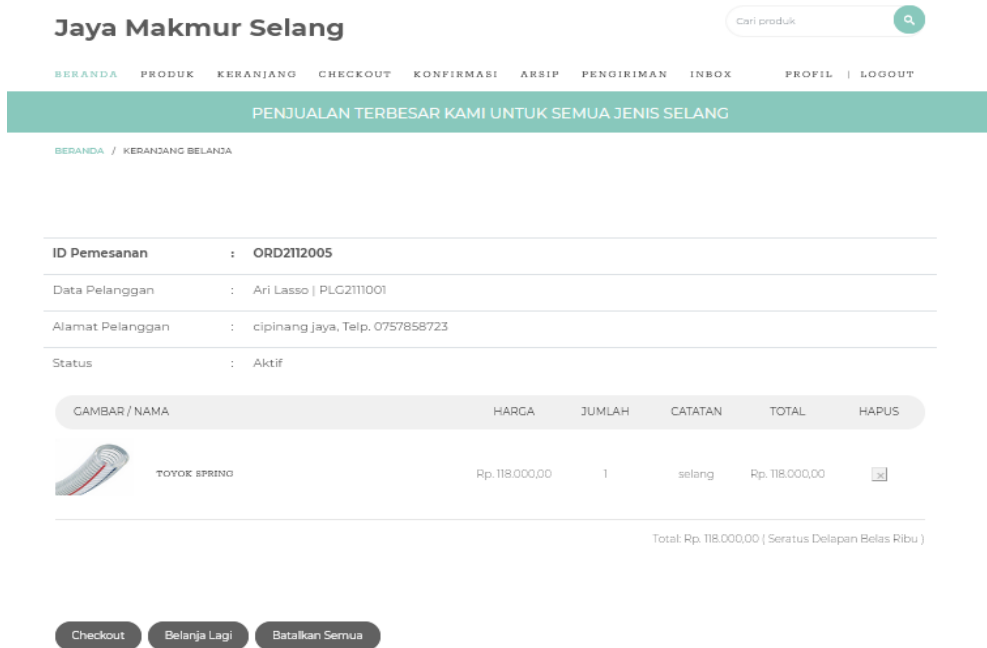 Jaya Makmur Selang
Cari produk
BERANDA PRODUK KERANJANG CHECKOUT KONFIRMASI ARSIP PENGIRIMAN INBOX PROFIL | LOGOUT
PENJUALAN TERBESAR KAMI UNTUK SEMUA JENIS SELANG
BERANDA / KERANJANG BELANJA
ID Pemesanan : ORD2112005
Data Pelanggan : Ari Lasso | PLG2111001
Alamat Pelanggan : cipinang jaya, Telp. 0757858723
Status : Aktif
GAMBAR / NAMA HARGA JUMLAH CATATAN TOTAL HAPUS
TOYOK SPRING Rp. 118.000,00 1 selang Rp. 118.000,00 x
Total: Rp. 118.000,00 ( Seratus Delapan Belas Ribu )
Checkout Belanja Lagi Batalkan Semua